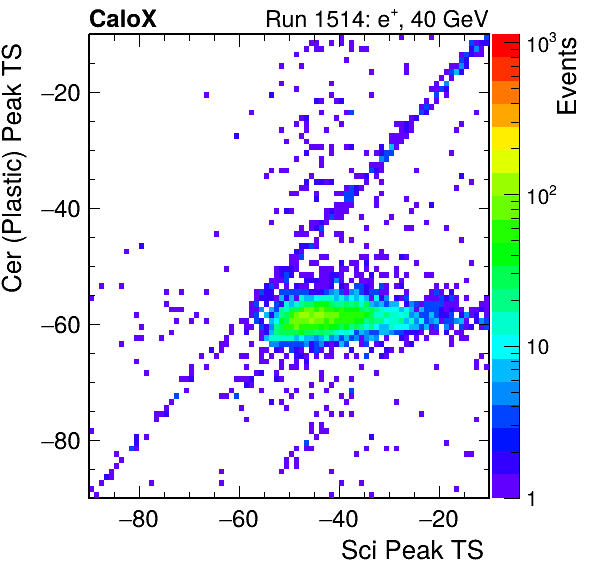 CaloX Run 1514: e⁺, 40 GeV
Cer (Plastic) Peak TS
−20
−40
−60
−80
−80 −60 −40 −20
Sci Peak TS
Events
10³
10²
10
1